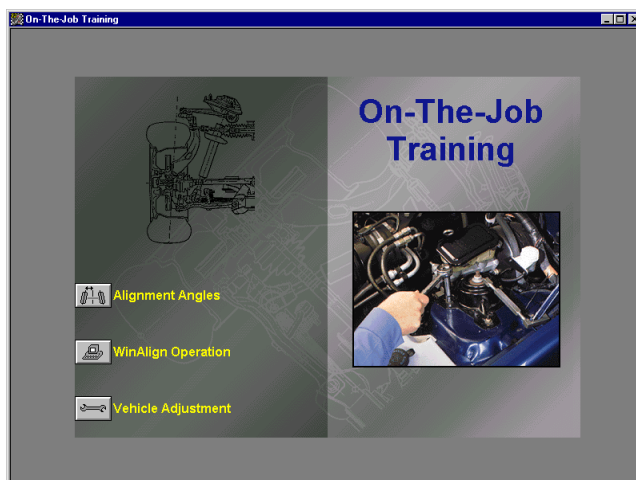 On-The-Job Training
On-The-Job
Training
Alignment Angles
WinAlign Operation
Vehicle Adjustment